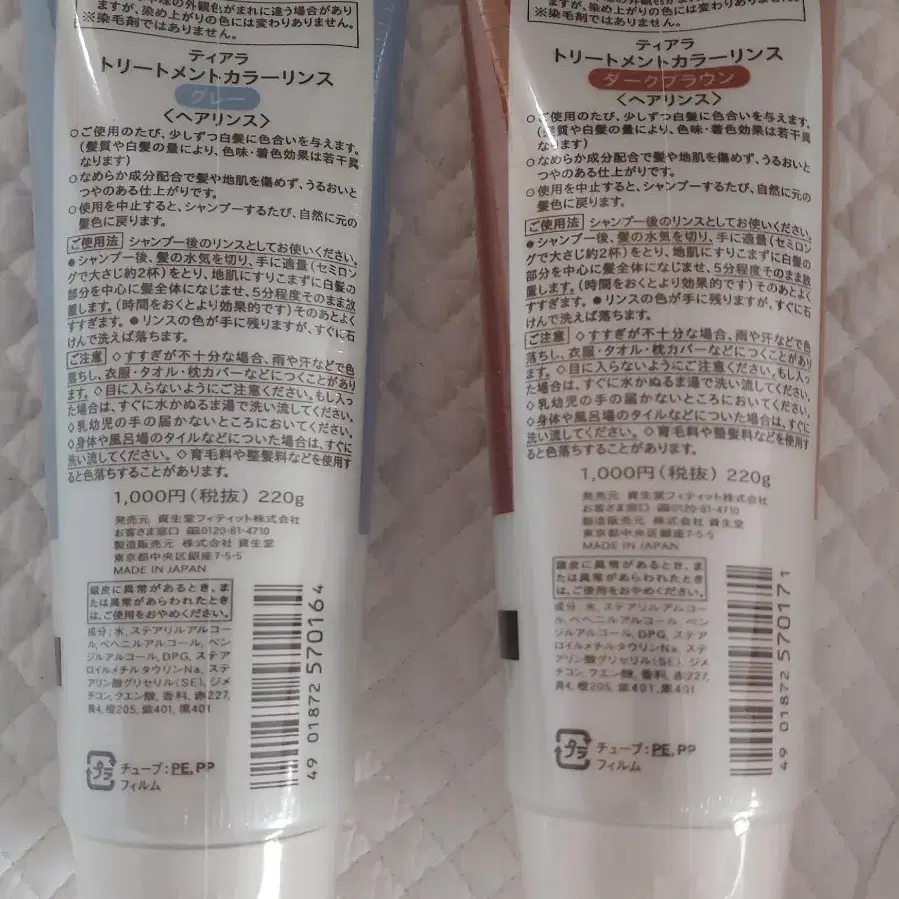 の外観色がまれに違う場合があり
ますが、染め上がりの色には変わりありません。
※染毛剤ではありません。
ティアラ
トリートメントカラーリンス
グレー
〈ヘアリンス〉
○ご使用のたび、少しずつ白髪に色合いを与えます。
(髪質や白髪の量により、色味・着色効果は若干異
なります)
○なめらか成分配合で髪や地肌を傷めず、うるおいと
つやのある仕上がりです。
○使用を中止すると、シャンプーするたび、自然に元の
髪色に戻ります。
ご使用法 シャンプー後のリンスとしてお使いください。
●シャンプー後、髪の水気を切り、手に適量(セミロン
グで大さじ約2杯)をとり、地肌にすりこまずに白髪の
部分を中心に髪全体になじませ、5分程度そのまま放
置します。(時間をおくとより効果的です)そのあとよく
すすぎます。●リンスの色が手に残りますが、すぐに石
けんで洗えば落ちます。
ご注意 ◇すすぎが不十分な場合、雨や汗などで色
落ちし、衣服・タオル・枕カバーなどにつくことがあり
ます。◇目に入らないようにご注意ください。もし入っ
た場合は、すぐに水かぬるま湯で洗い流してください。
◇乳幼児の手の届かないところにおいてください。
◇身体や風呂場のタイルなどについた場合は、すぐに
洗い流してください。◇育毛料や整髪料などを使用す
ると色落ちすることがあります。
1,000円(税抜) 220g
発売元 資生堂フィティット株式会社
お客さま窓口 0120-81-4710
製造販売元 株式会社 資生堂
東京都中央区銀座7-5-5
MADE IN JAPAN
頭皮に異常があるとき、ま
たは異常があらわれたとき
は、ご使用をおやめください。
成分:水、ステアリルアルコー
ル、ベヘニルアルコール、ベン
ジルアルコール、DPG、ステア
ロイルメチルタウリンNa、ステ
アリン酸グリセリル(SE)、ジメ
チコン、クエン酸、香料、赤227、
黄4、橙205、紫401、黒401
4 901872 570164
プラ
チューブ:PE,PP
フィルム
ますが、染め上がりの色には変わりありません。
※染毛剤ではありません。
ティアラ
トリートメントカラーリンス
ダークブラウン
〈ヘアリンス〉
○ご使用のたび、少しずつ白髪に色合いを与えます。
(髪質や白髪の量により、色味・着色効果は若干異
なります)
○なめらか成分配合で髪や地肌を傷めず、うるおいと
つやのある仕上がりです。
○使用を中止すると、シャンプーするたび、自然に元の
髪色に戻ります。
ご使用法 シャンプー後のリンスとしてお使いください。
●シャンプー後、髪の水気を切り、手に適量(セミロン
グで大さじ約2杯)をとり、地肌にすりこまずに白髪の
部分を中心に髪全体になじませ、5分程度そのまま放
置します。(時間をおくとより効果的です)そのあとよく
すすぎます。●リンスの色が手に残りますが、すぐに石
けんで洗えば落ちます。
ご注意 ◇すすぎが不十分な場合、雨や汗などで色
落ちし、衣服・タオル・枕カバーなどにつくことがあり
ます。◇目に入らないようにご注意ください。もし入っ
た場合は、すぐに水かぬるま湯で洗い流してください。
◇乳幼児の手の届かないところにおいてください。
◇身体や風呂場のタイルなどについた場合は、すぐに
洗い流してください。◇育毛料や整髪料などを使用す
ると色落ちすることがあります。
1,000円(税抜) 220g
発売元 資生堂フィティット株式会社
お客さま窓口 0120-81-4710
製造販売元 株式会社 資生堂
東京都中央区銀座7-5-5
MADE IN JAPAN
頭皮に異常があるとき、ま
たは異常があらわれたとき
は、ご使用をおやめください。
成分:水、ステアリルアルコー
ル、ベヘニルアルコール、ベン
ジルアルコール、DPG、ステア
ロイルメチルタウリンNa、ステ
アリン酸グリセリル(SE)、ジメ
チコン、クエン酸、香料、赤227、
黄4、橙205、紫401、黒401
4 901872 570171
プラ
チューブ:PE,PP
フィルム